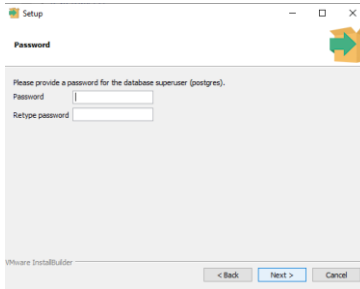 Setup
Password
Please provide a password for the database superuser (postgres).
Password
Retype password
VMware InstallBuilder
< Back
Next >
Cancel